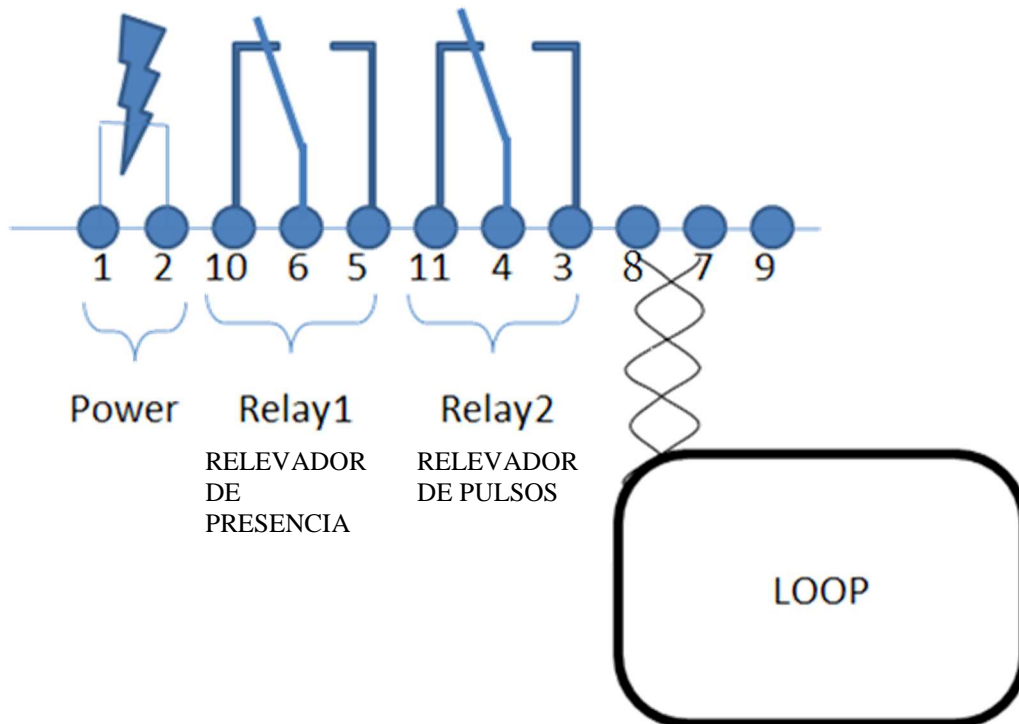 1 2 10 6 5 11 4 3 8 7 9
Power Relay1 Relay2
RELEVADOR
DE
PRESENCIA
RELEVADOR
DE PULSOS
LOOP